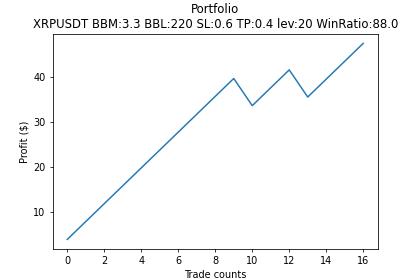 Portfolio
XRPUSDT BBM:3.3 BBL:220 SL:0.6 TP:0.4 lev:20 WinRatio:88.0
40
30
20
10
Profit ($)
0 2 4 6 8 10 12 14 16
Trade counts